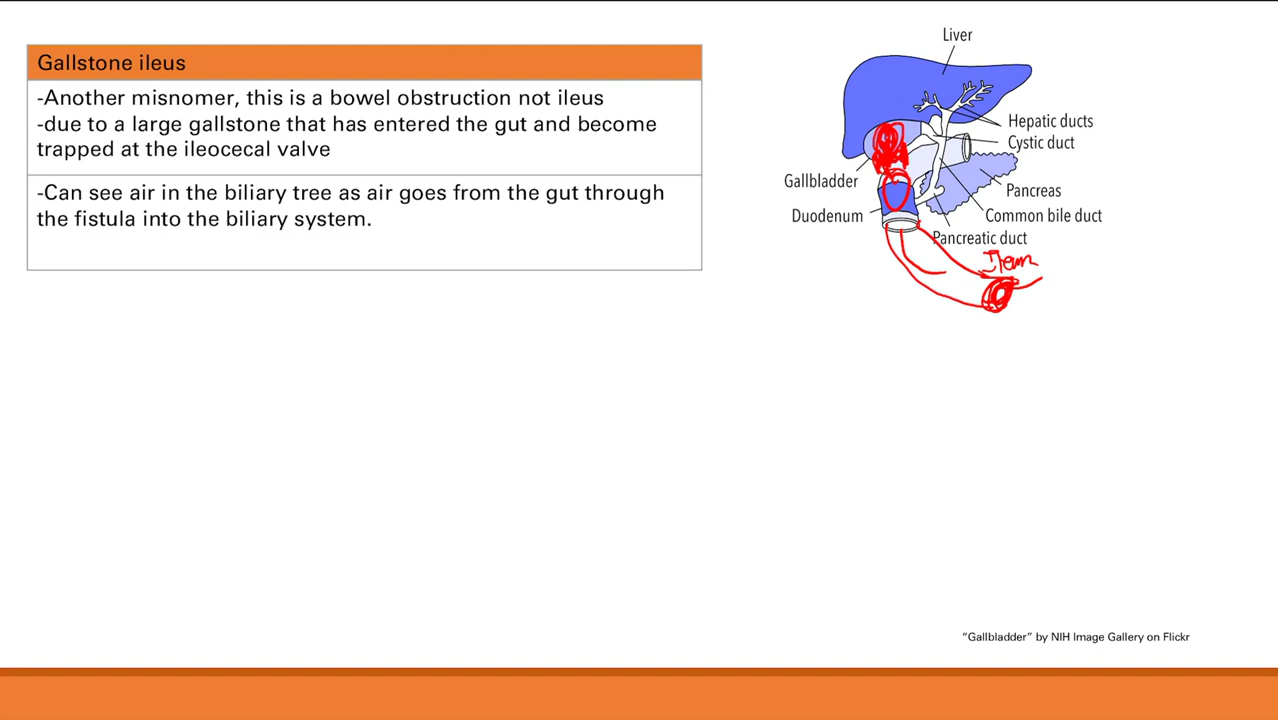 Gallstone ileus
-Another misnomer, this is a bowel obstruction not ileus
-due to a large gallstone that has entered the gut and become
trapped at the ileocecal valve
-Can see air in the biliary tree as air goes from the gut through
the fistula into the biliary system.
Liver
Hepatic ducts
Cystic duct
Gallbladder
Pancreas
Duodenum
Common bile duct
Pancreatic duct
“Gallbladder” by NIH Image Gallery on Flickr